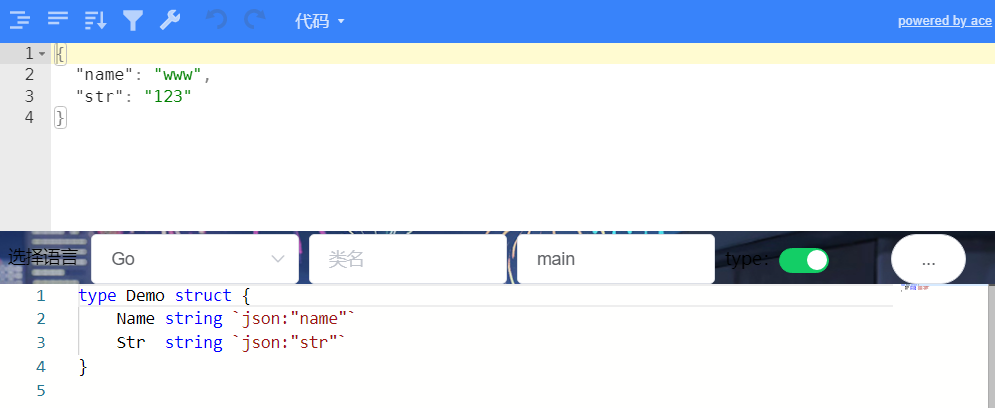 代码 powered by ace
1 {
2 "name": "www",
3 "str": "123"
4 }
选择语言 Go 类名 main type: ...
1 type Demo struct {
2 Name string `json:"name"`
3 Str  string `json:"str"`
4 }
5